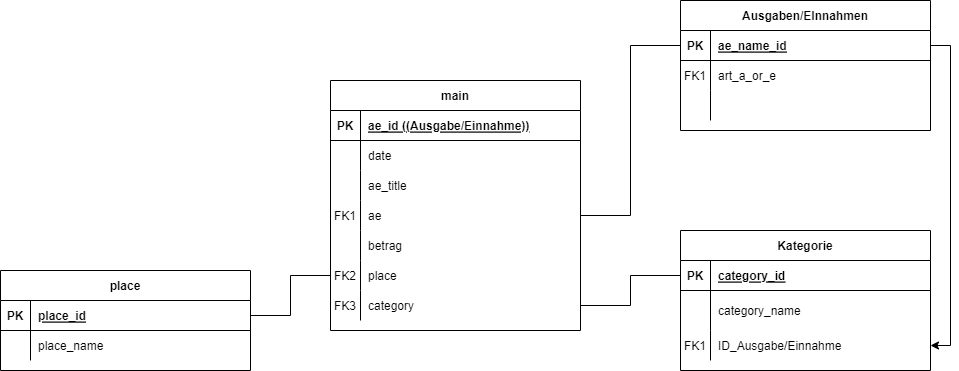 Ausgaben/EInnahmen
PK ae_name_id
FK1 art_a_or_e
main
PK ae_id ((Ausgabe/Einnahme))
date
ae_title
FK1 ae
betrag
FK2 place
FK3 category
Kategorie
PK category_id
category_name
FK1 ID_Ausgabe/Einnahme
place
PK place_id
place_name